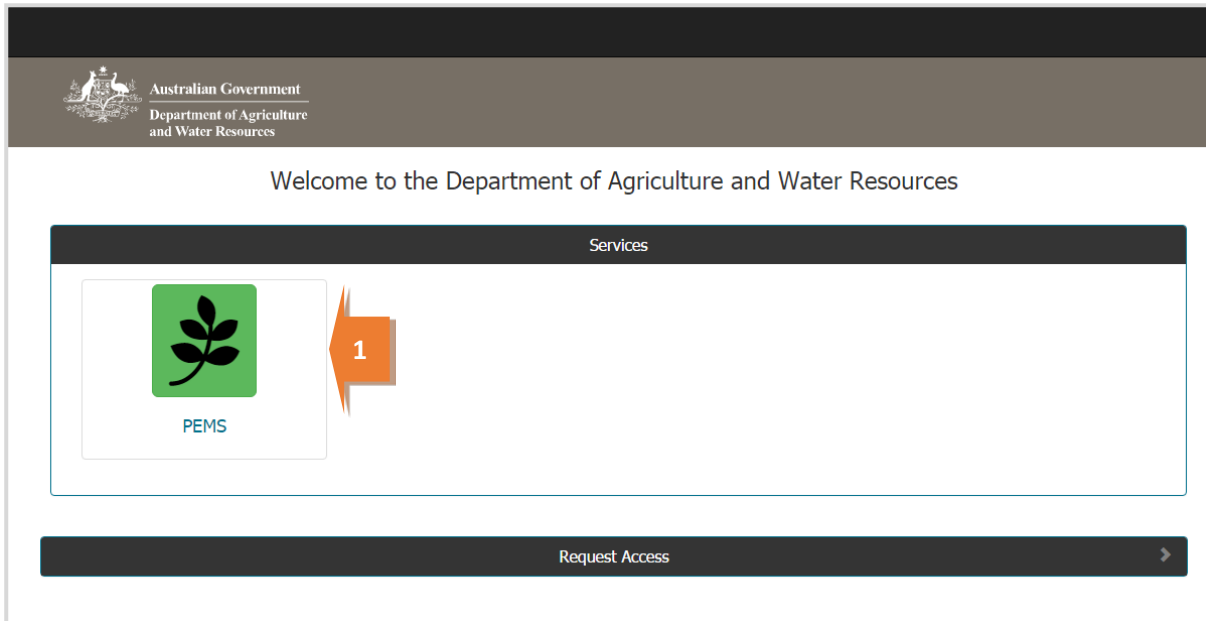 Australian Government
Department of Agriculture
and Water Resources
Welcome to the Department of Agriculture and Water Resources
Services
1
PEMS
Request Access